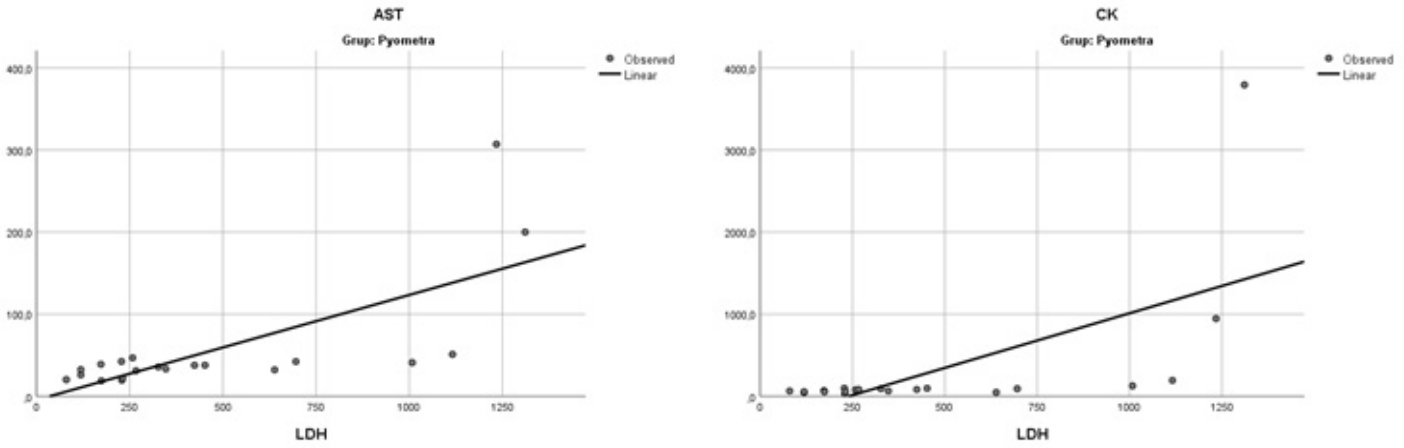 AST
Grup: Pyometra
Observed
Linear
400,0
300,0
200,0
100,0
,0
0 250 500 750 1000 1250
LDH
CK
Grup: Pyometra
Observed
Linear
4000,0
3000,0
2000,0
1000,0
,0
0 250 500 750 1000 1250
LDH